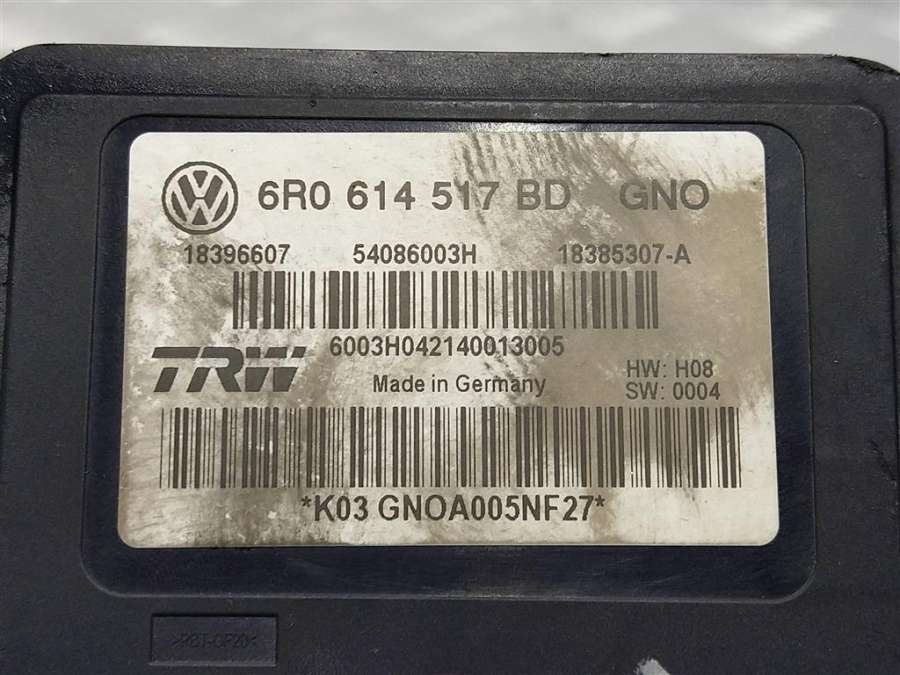 6R0 614 517 BD GNO
18396607 54086003H 18385307-A
6003H042140013005
TRW Made in Germany HW: H08
SW: 0004
*K03 GNOA005NF27*